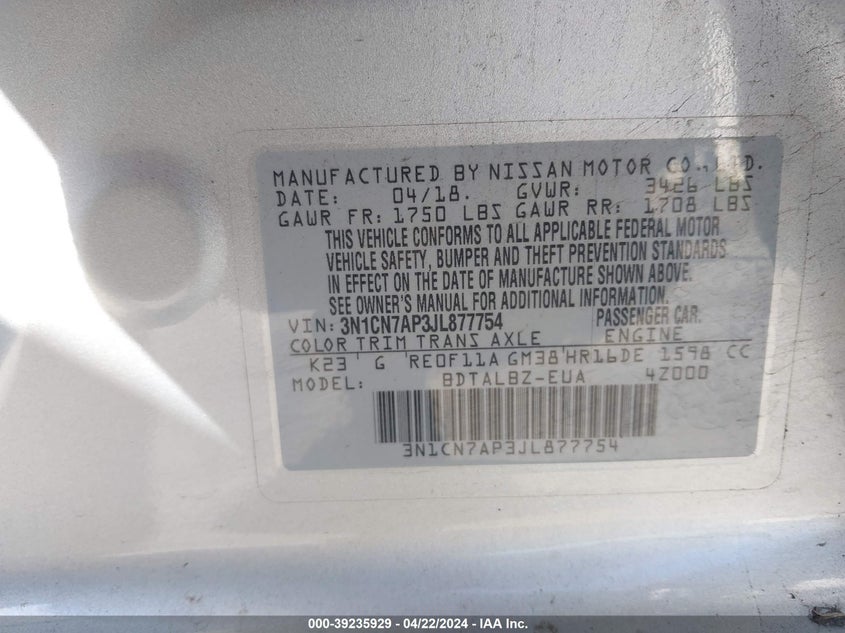 MANUFACTURED BY NISSAN MOTOR CO., LTD.
DATE: 04/18. GVWR: 3426 LBS
GAWR FR: 1750 LBS GAWR RR: 1708 LBS
THIS VEHICLE CONFORMS TO ALL APPLICABLE FEDERAL MOTOR
VEHICLE SAFETY, BUMPER AND THEFT PREVENTION STANDARDS
IN EFFECT ON THE DATE OF MANUFACTURE SHOWN ABOVE.
SEE OWNER'S MANUAL FOR ADDITIONAL INFORMATION.
VIN: 3N1CN7AP3JL877754 PASSENGER CAR.
COLOR TRIM TRANS AXLE ENGINE
K23 G RE0F11A GM38 HR16DE 1598 CC
MODEL: BDTALBZ-EUA 4Z000
3N1CN7AP3JL877754
000-39235929 - 04/22/2024 - IAA Inc.